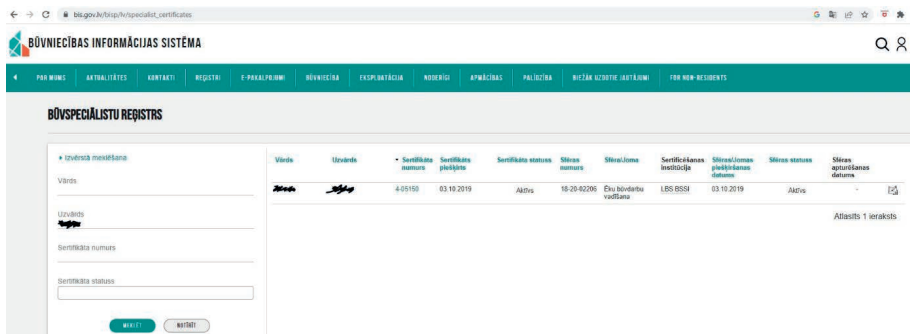 bis.gov.lv/bisp/lv/specialist_certificates
BŪVNIECĪBAS INFORMĀCIJAS SISTĒMA
PAR MUMS AKTUALITĀTES KONTAKTI REĢISTRI E-PAKALPOJUMI BŪVNIECĪBA EKSPLUATĀCIJA NODERĪGI APMĀCĪBAS PALĪDZĪBA BIEŽĀK UZDOTIE JAUTĀJUMI FOR NON-RESIDENTS
BŪVSPECIĀLISTU REĢISTRS
Izvērstā meklēšana
Vārds
Uzvārds
Sertifikāta numurs
Sertifikāta statuss
MEKLĒT NOTĪRĪT
Vārds Uzvārds Sertifikāta numurs Sertifikāts piešķirts Sertifikāta statuss Sfēras numurs Sfēra/Joma Sertificēšanas institūcija Sfēras/Jomas piešķiršanas datums Sfēras statuss Sfēras apturēšanas datums
4-05150 03.10.2019 Aktīvs 18-20-02206 Ēku būvdarbu vadīšana LBS BSSI 03.10.2019 Aktīvs -
Atlasīts 1 ieraksts